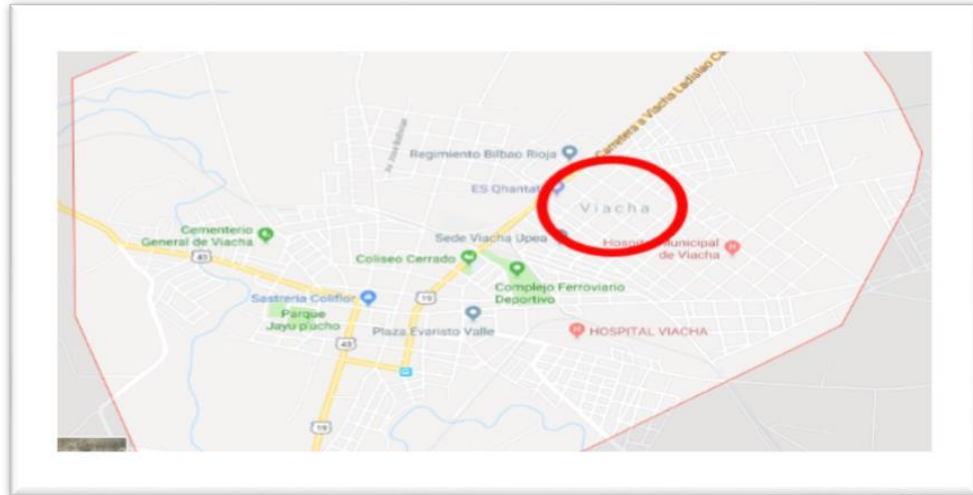 Carretera a Viacha Ladislao
Regimiento Bilbao Rioja
ES Qhantati
Viacha
Cementerio
General de Viacha
43
Sede Viacha Upea
Hospital Municipal
de Viacha
Coliseo Cerrado
Complejo Ferroviario
Deportivo
19
Sastreria Coliflor
Parque
Jayu p'ucho
Plaza Evaristo Valle
HOSPITAL VIACHA
43
19